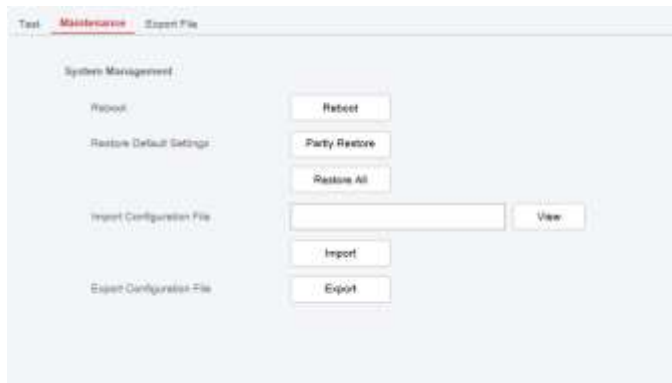 Test Maintenance Export File
System Management
Reboot Reboot
Restore Default Settings Partly Restore
Restore All
Import Configuration File View
Import
Export Configuration File Export